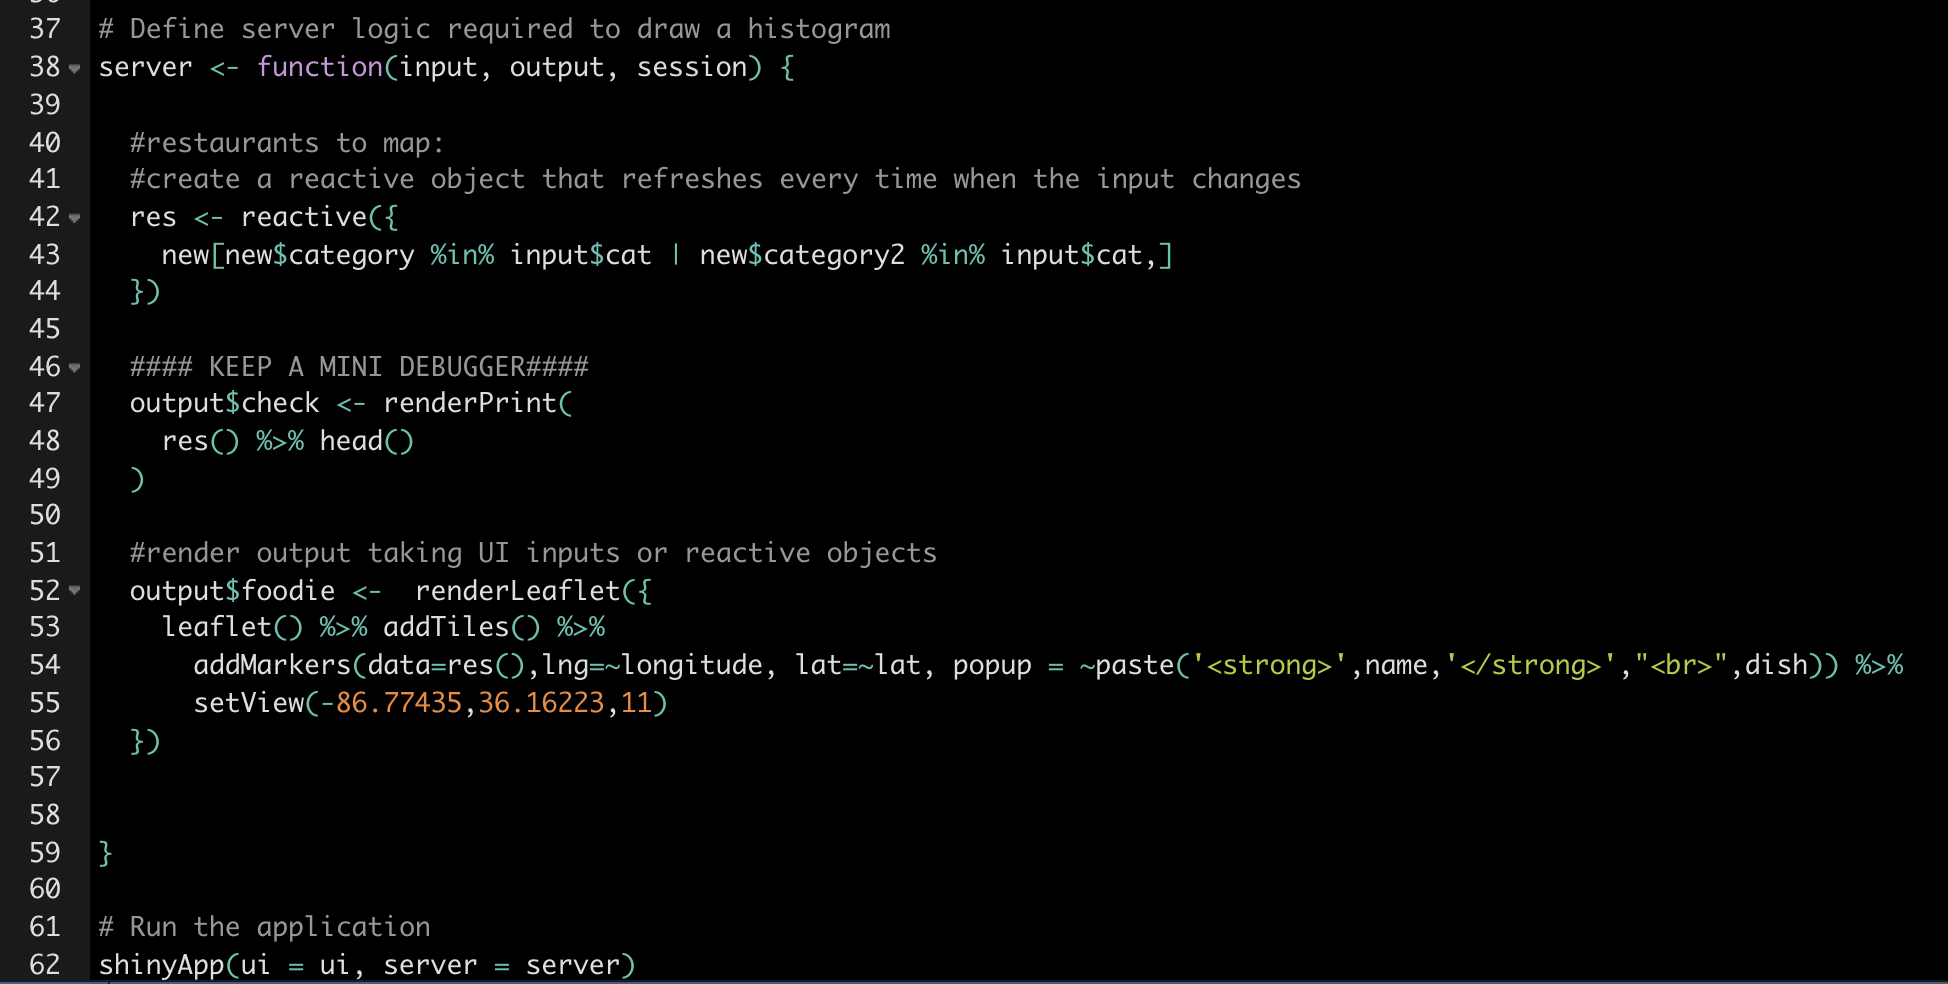 37 # Define server logic required to draw a histogram
38 server <- function(input, output, session) {
39
40   #restaurants to map:
41   #create a reactive object that refreshes every time when the input changes
42   res <- reactive({
43     new[new$category %in% input$cat | new$category2 %in% input$cat,]
44   })
45
46   #### KEEP A MINI DEBUGGER####
47   output$check <- renderPrint(
48     res() %>% head()
49   )
50
51   #render output taking UI inputs or reactive objects
52   output$foodie <-  renderLeaflet({
53     leaflet() %>% addTiles() %>%
54       addMarkers(data=res(),lng=~longitude, lat=~lat, popup = ~paste('<strong>',name,'</strong>',"<br>",dish)) %>%
55       setView(-86.77435,36.16223,11)
56   })
57
58
59 }
60
61 # Run the application
62 shinyApp(ui = ui, server = server)